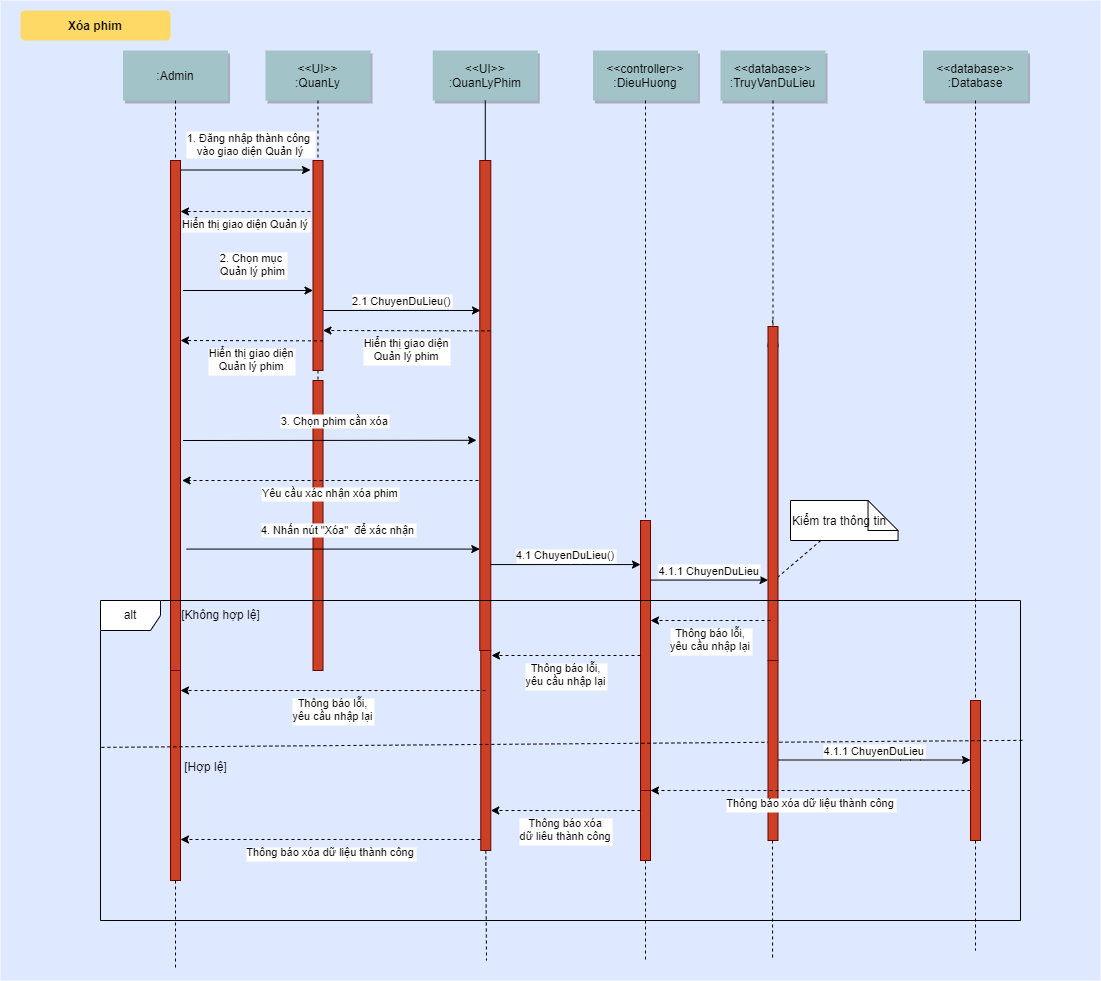 Xóa phim
:Admin
<<UI>>
:QuanLy
<<UI>>
:QuanLyPhim
<<controller>>
:DieuHuong
<<database>>
:TruyVanDuLieu
<<database>>
:Database
1. Đăng nhập thành công
vào giao diện Quản lý
Hiển thị giao diện Quản lý
2. Chọn mục
Quản lý phim
2.1 ChuyenDuLieu()
Hiển thị giao diện
Quản lý phim
Hiển thị giao diện
Quản lý phim
3. Chọn phim cần xóa
Yêu cầu xác nhận xóa phim
Kiểm tra thông tin
4. Nhấn nút "Xóa" để xác nhận
4.1 ChuyenDuLieu()
4.1.1 ChuyenDuLieu
alt
[Không hợp lệ]
Thông báo lỗi,
yêu cầu nhập lại
Thông báo lỗi,
yêu cầu nhập lại
Thông báo lỗi,
yêu cầu nhập lại
4.1.1 ChuyenDuLieu
[Hợp lệ]
Thông báo xóa dữ liệu thành công
Thông báo xóa
dữ liêu thành công
Thông báo xóa dữ liệu thành công